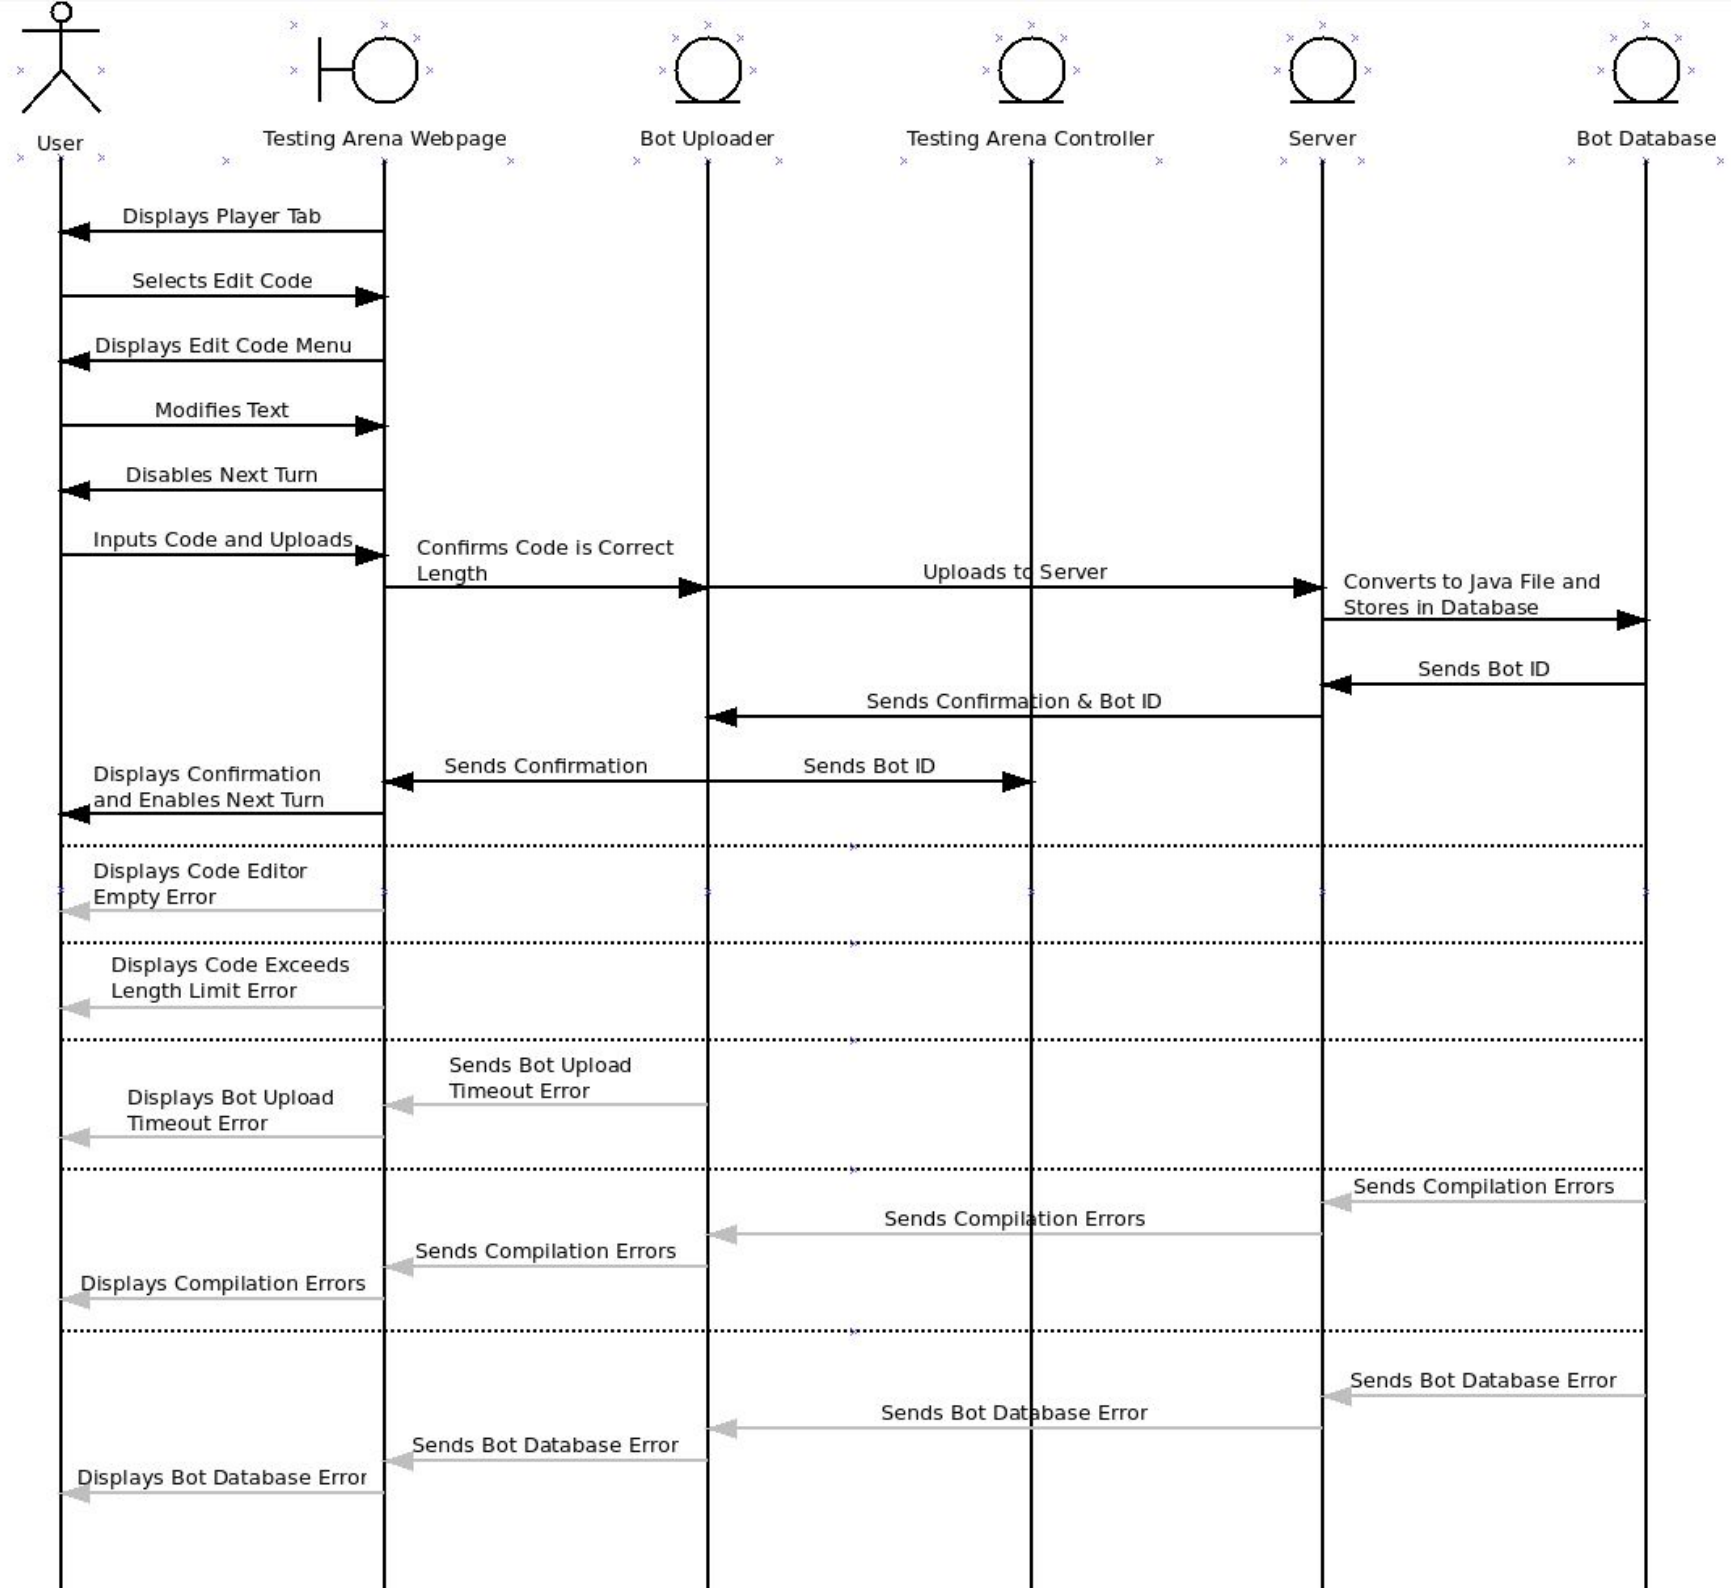 User
Testing Arena Webpage
Bot Uploader
Testing Arena Controller
Server
Bot Database
Displays Player Tab
Selects Edit Code
Displays Edit Code Menu
Modifies Text
Disables Next Turn
Inputs Code and Uploads
Confirms Code is Correct
Length
Uploads to Server
Converts to Java File and
Stores in Database
Sends Bot ID
Sends Confirmation & Bot ID
Sends Confirmation
Sends Bot ID
Displays Confirmation
and Enables Next Turn
Displays Code Editor
Empty Error
Displays Code Exceeds
Length Limit Error
Sends Bot Upload
Timeout Error
Displays Bot Upload
Timeout Error
Sends Compilation Errors
Sends Compilation Errors
Sends Compilation Errors
Displays Compilation Errors
Sends Bot Database Error
Sends Bot Database Error
Sends Bot Database Error
Displays Bot Database Error